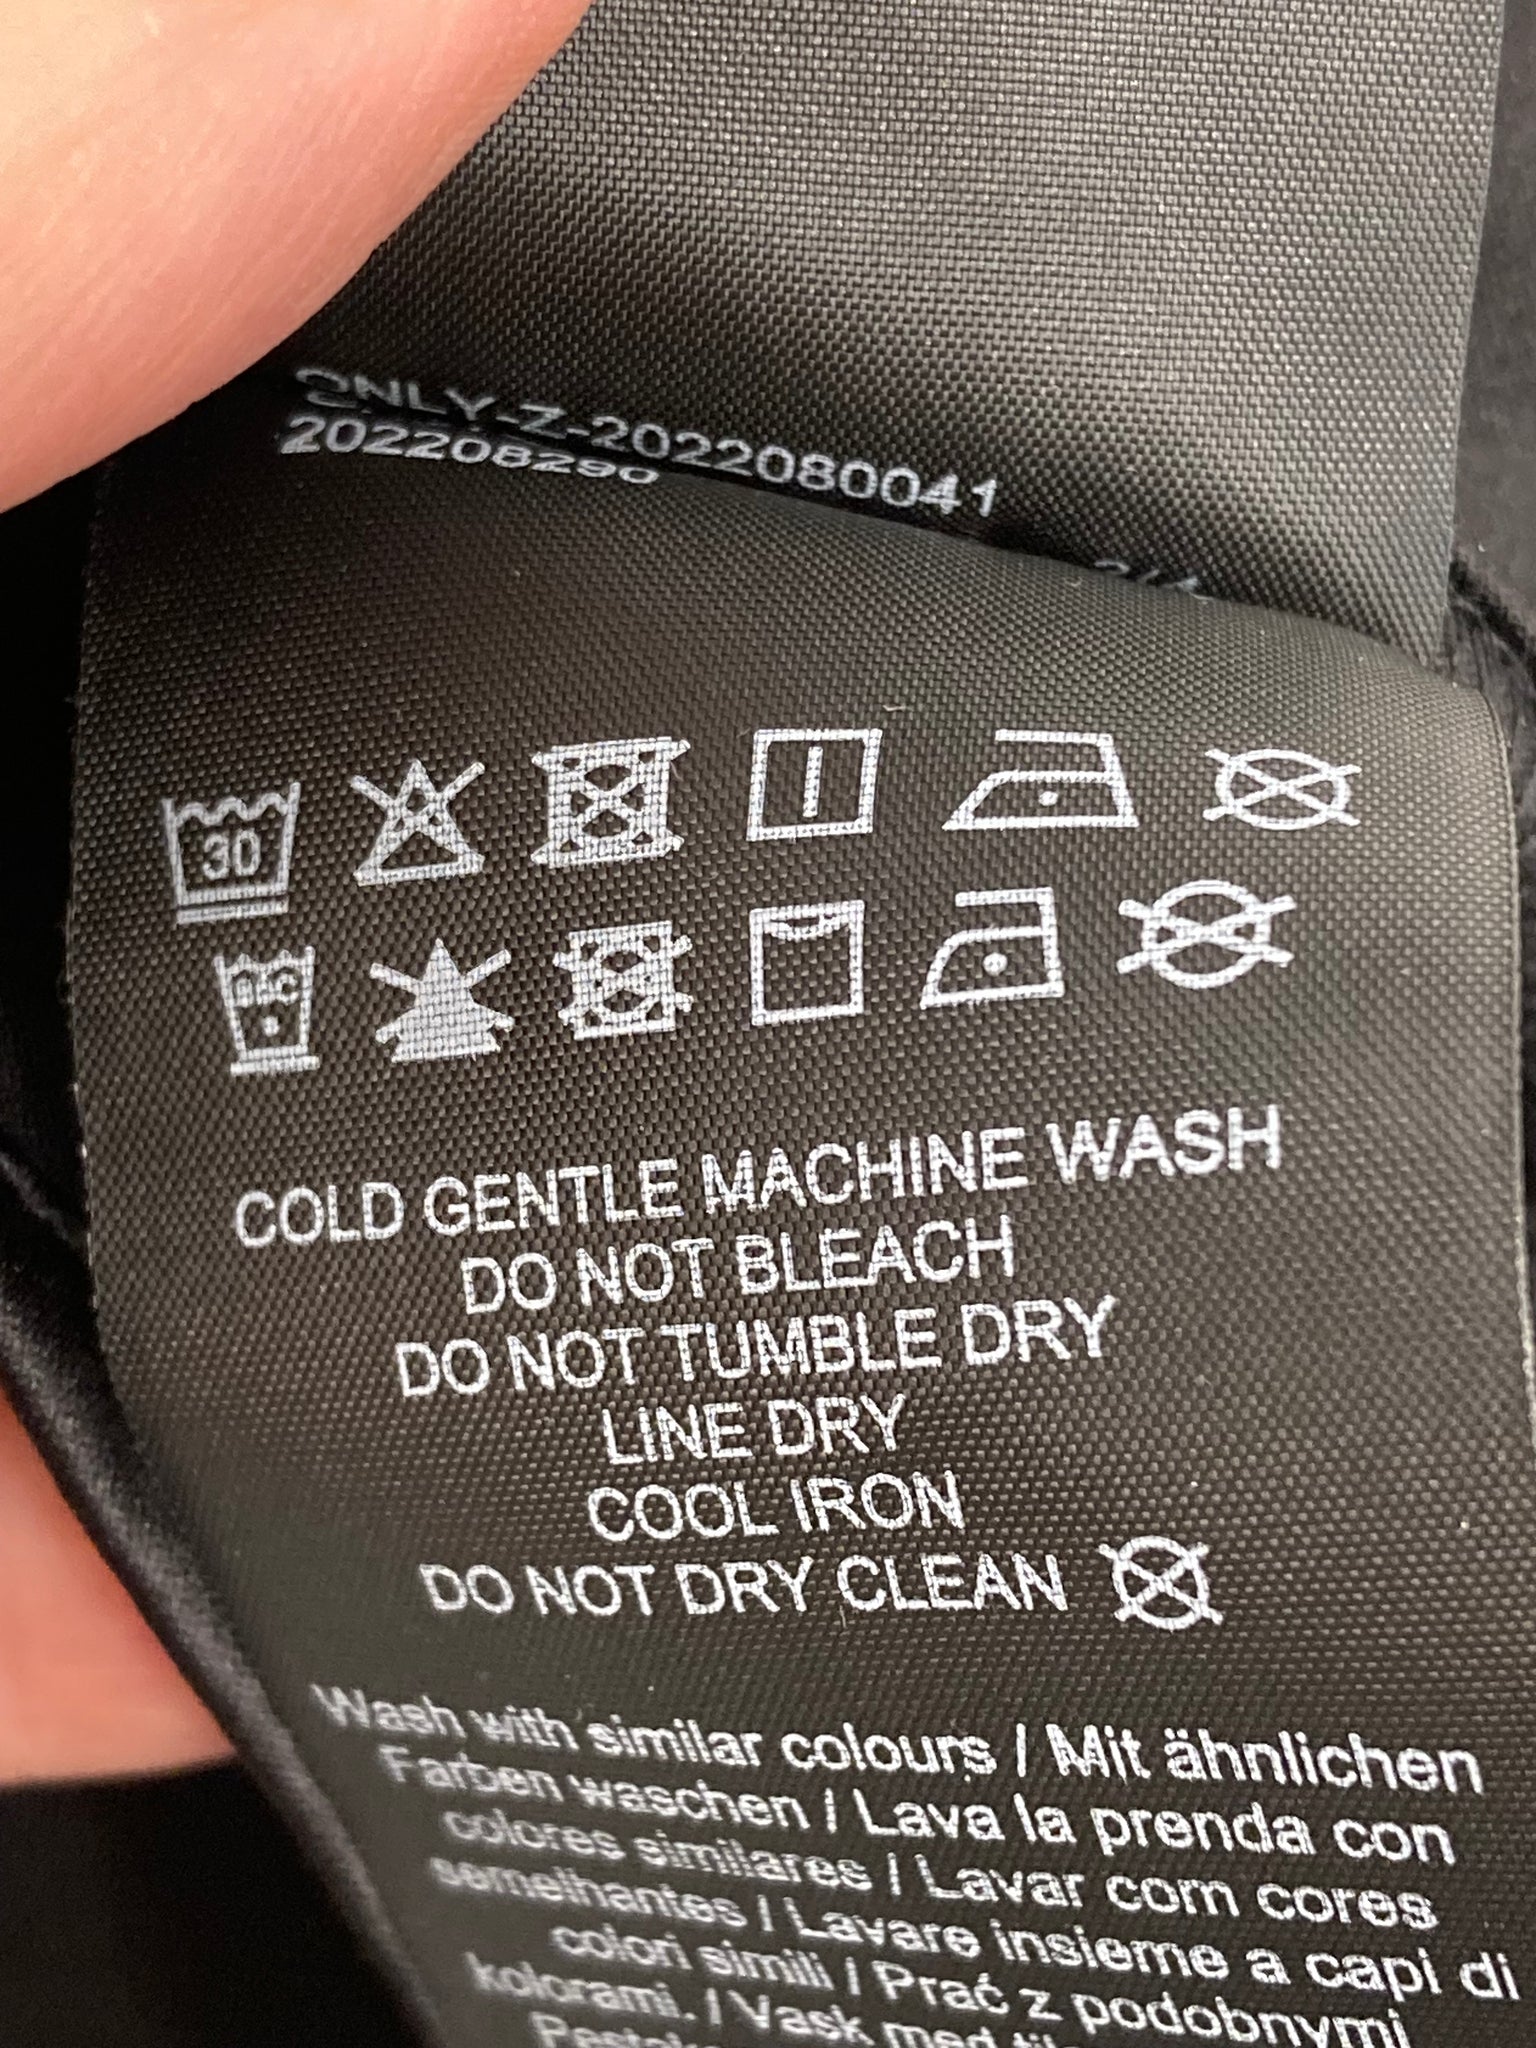 ONLY-Z-2022080041
202208290
30
COLD GENTLE MACHINE WASH
DO NOT BLEACH
DO NOT TUMBLE DRY
LINE DRY
COOL IRON
DO NOT DRY CLEAN
Wash with similar colours / Mit ähnlichen
Farben waschen / Lava la prenda con
colores similares / Lavar com cores
semelhantes / Lavare insieme a capi di
colori simili / Prać z podobnymi
kolorami. / Vask med